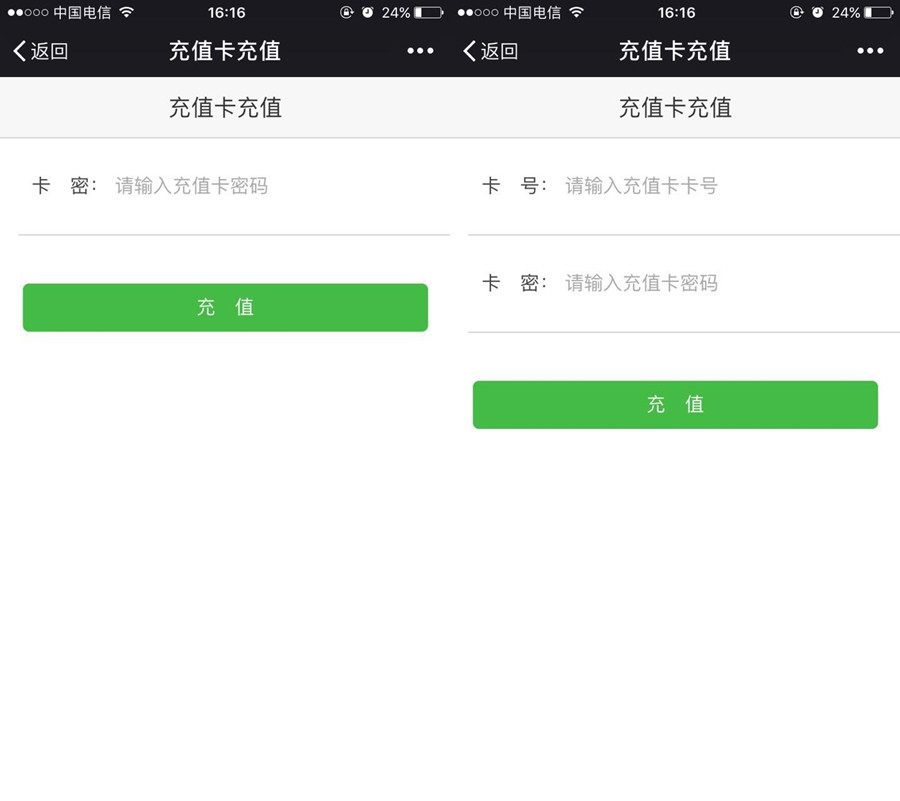 中国电信 16:16 24%
返回 充值卡充值
充值卡充值
卡 密： 请输入充值卡密码
充 值
中国电信 16:16 24%
返回 充值卡充值
充值卡充值
卡 号： 请输入充值卡卡号
卡 密： 请输入充值卡密码
充 值